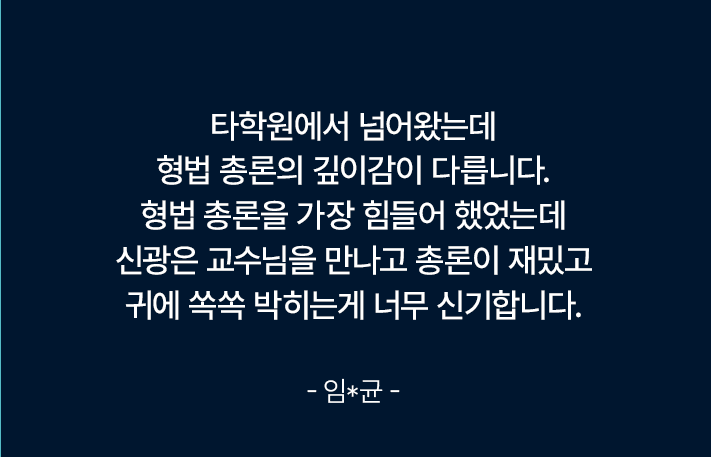 타학원에서 넘어왔는데
형법 총론의 깊이감이 다릅니다.
형법 총론을 가장 힘들어 했었는데
신광은 교수님을 만나고 총론이 재밌고
귀에 쏙쏙 박히는게 너무 신기합니다.
- 임*균 -